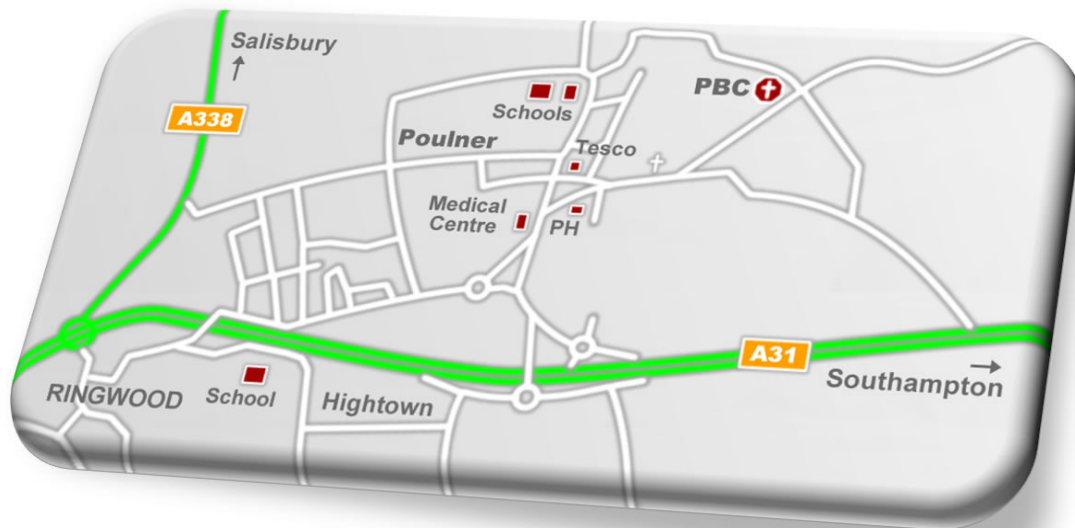 Salisbury
A338
PBC
Schools
Poulner
Tesco
Medical
Centre
PH
A31
Southampton
RINGWOOD
School
Hightown